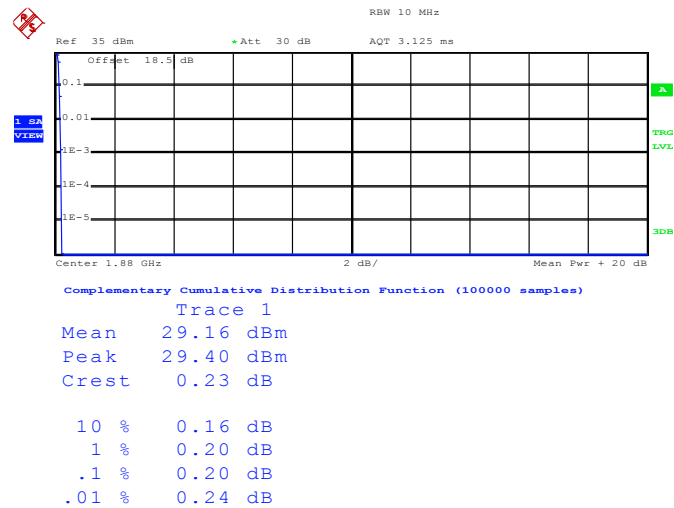 R S
RBW 10 MHz
Ref 35 dBm * Att 30 dB AQT 3.125 ms
Offset 18.5 dB
0.1
A
0.01
1 SA
VIEW
TRG
LVL
1E-3
1E-4
1E-5
3DB
Center 1.88 GHz 2 dB/ Mean Pwr + 20 dB
Complementary Cumulative Distribution Function (100000 samples)
Trace 1
Mean 29.16 dBm
Peak 29.40 dBm
Crest 0.23 dB
10 % 0.16 dB
1 % 0.20 dB
.1 % 0.20 dB
.01 % 0.24 dB